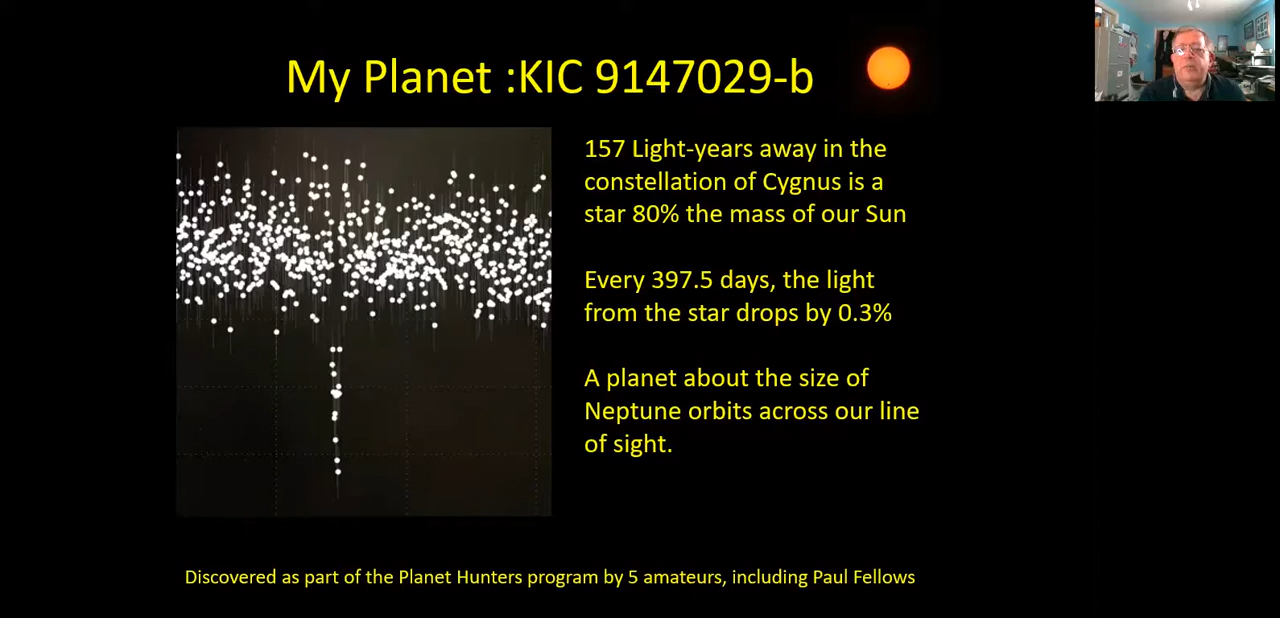 My Planet :KIC 9147029-b
157 Light-years away in the
constellation of Cygnus is a
star 80% the mass of our Sun
Every 397.5 days, the light
from the star drops by 0.3%
A planet about the size of
Neptune orbits across our line
of sight.
Discovered as part of the Planet Hunters program by 5 amateurs, including Paul Fellows